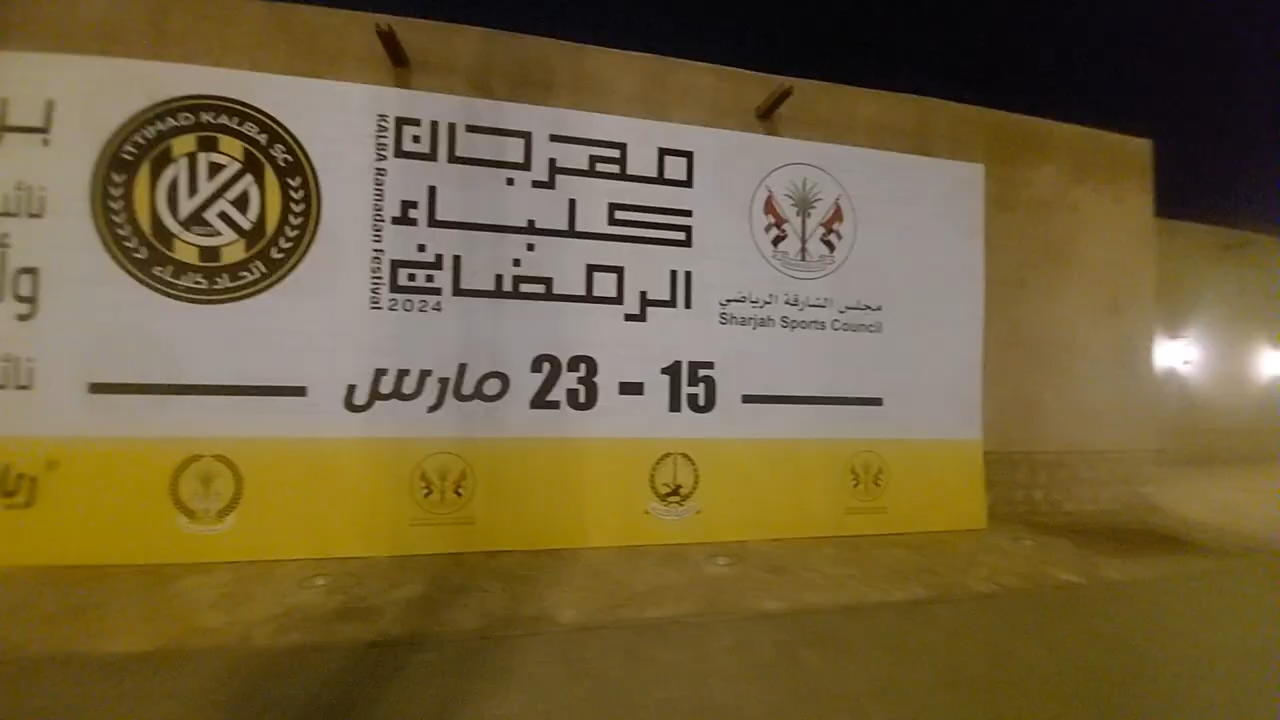 مهرجان
كلباء
الرمضاني
KALBA Ramadan Festival
2024
مجلس الشارقة الرياضي
Sharjah Sports Council
ITTIHAD KALBA SC
اتحاد كلباء
15 - 23 مارس